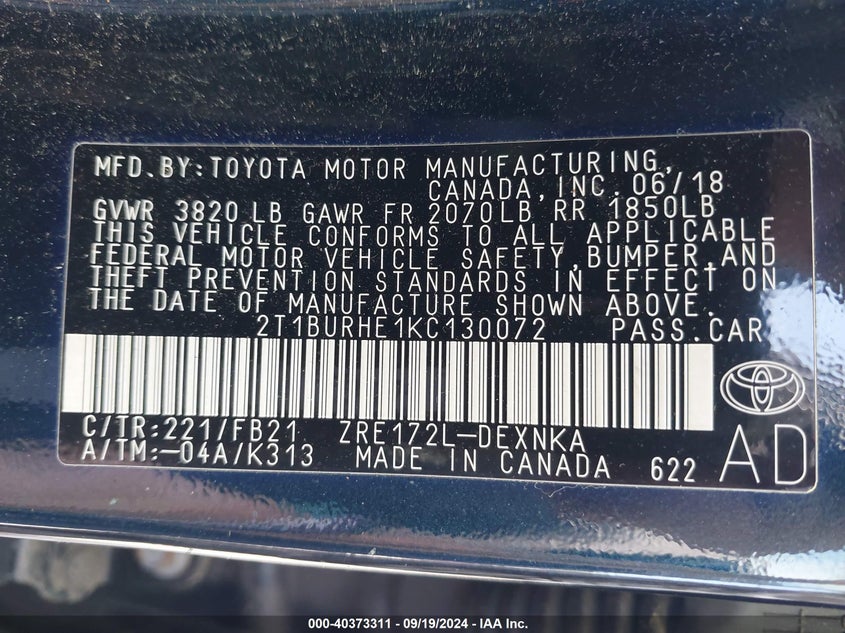 MFD.BY:TOYOTA MOTOR MANUFACTURING,
CANADA,INC. 06/18
GVWR 3820 LB GAWR FR 2070LB RR 1850LB
THIS VEHICLE CONFORMS TO ALL APPLICABLE
FEDERAL MOTOR VEHICLE SAFETY,BUMPER,AND
THEFT PREVENTION STANDARDS IN EFFECT ON
THE DATE OF MANUFACTURE SHOWN ABOVE.
2T1BURHE1KC130072 PASS.CAR
C/TR:221/FB21 ZRE172L-DEXNKA
A/TM:-04A/K313 MADE IN CANADA 622 AD
000-40373311 - 09/19/2024 - IAA Inc.